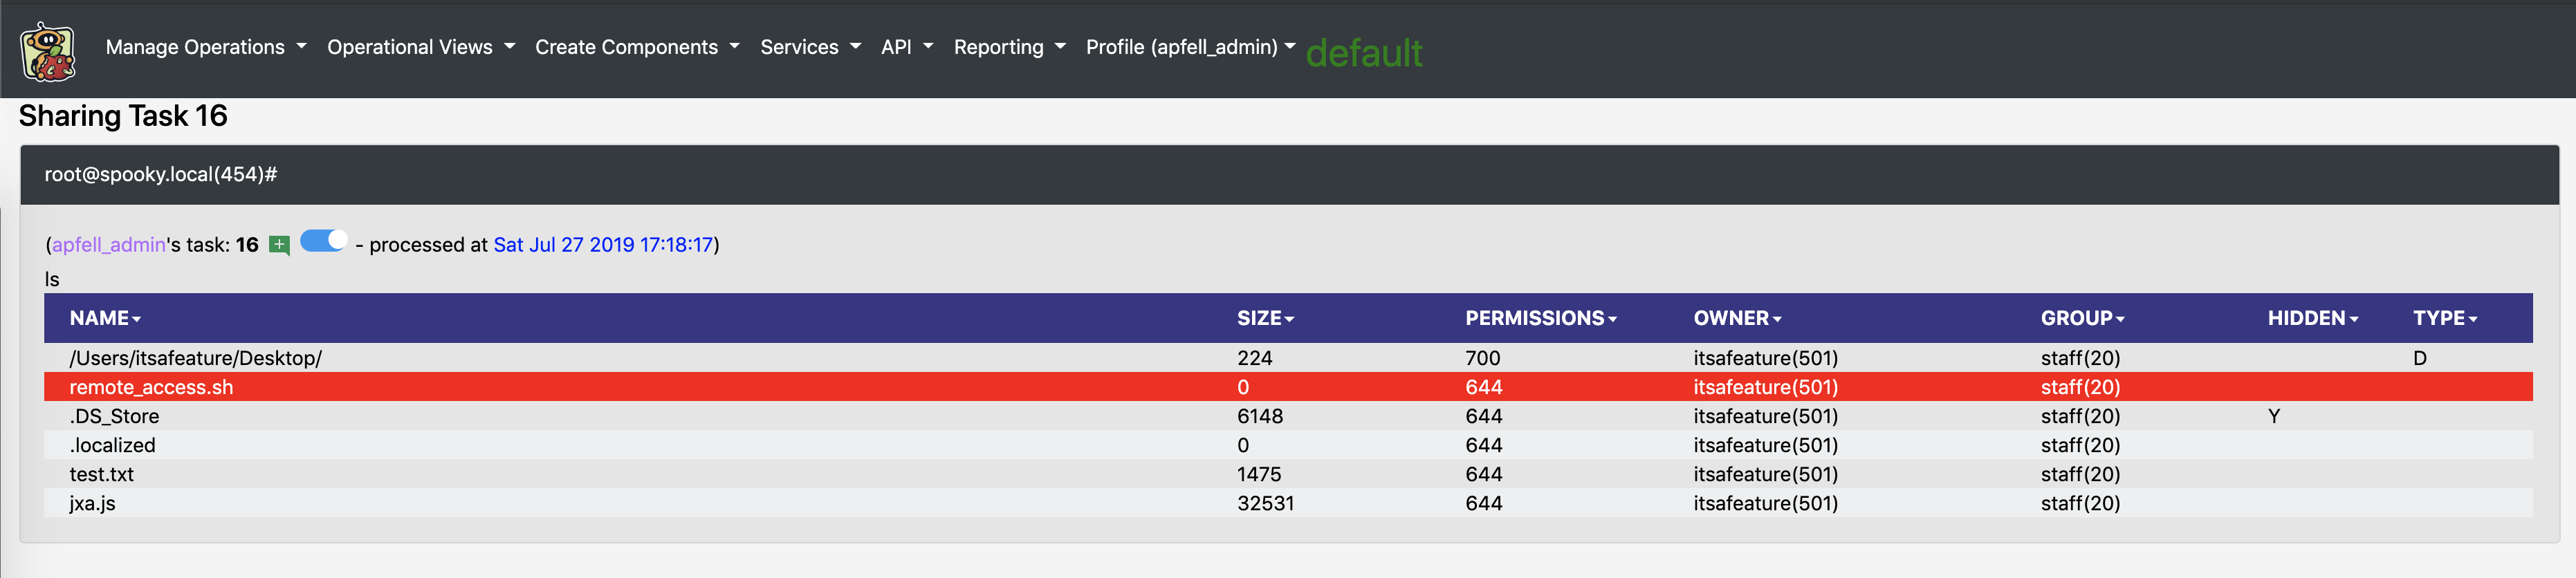 Manage Operations Operational Views Create Components Services API Reporting Profile (apfell_admin) default
Sharing Task 16
root@spooky.local(454)#
(apfell_admin's task: 16 - processed at Sat Jul 27 2019 17:18:17)
ls
NAME SIZE PERMISSIONS OWNER GROUP HIDDEN TYPE
/Users/itsafeature/Desktop/ 224 700 itsafeature(501) staff(20) D
remote_access.sh 0 644 itsafeature(501) staff(20)
.DS_Store 6148 644 itsafeature(501) staff(20) Y
.localized 0 644 itsafeature(501) staff(20)
test.txt 1475 644 itsafeature(501) staff(20)
jxa.js 32531 644 itsafeature(501) staff(20)